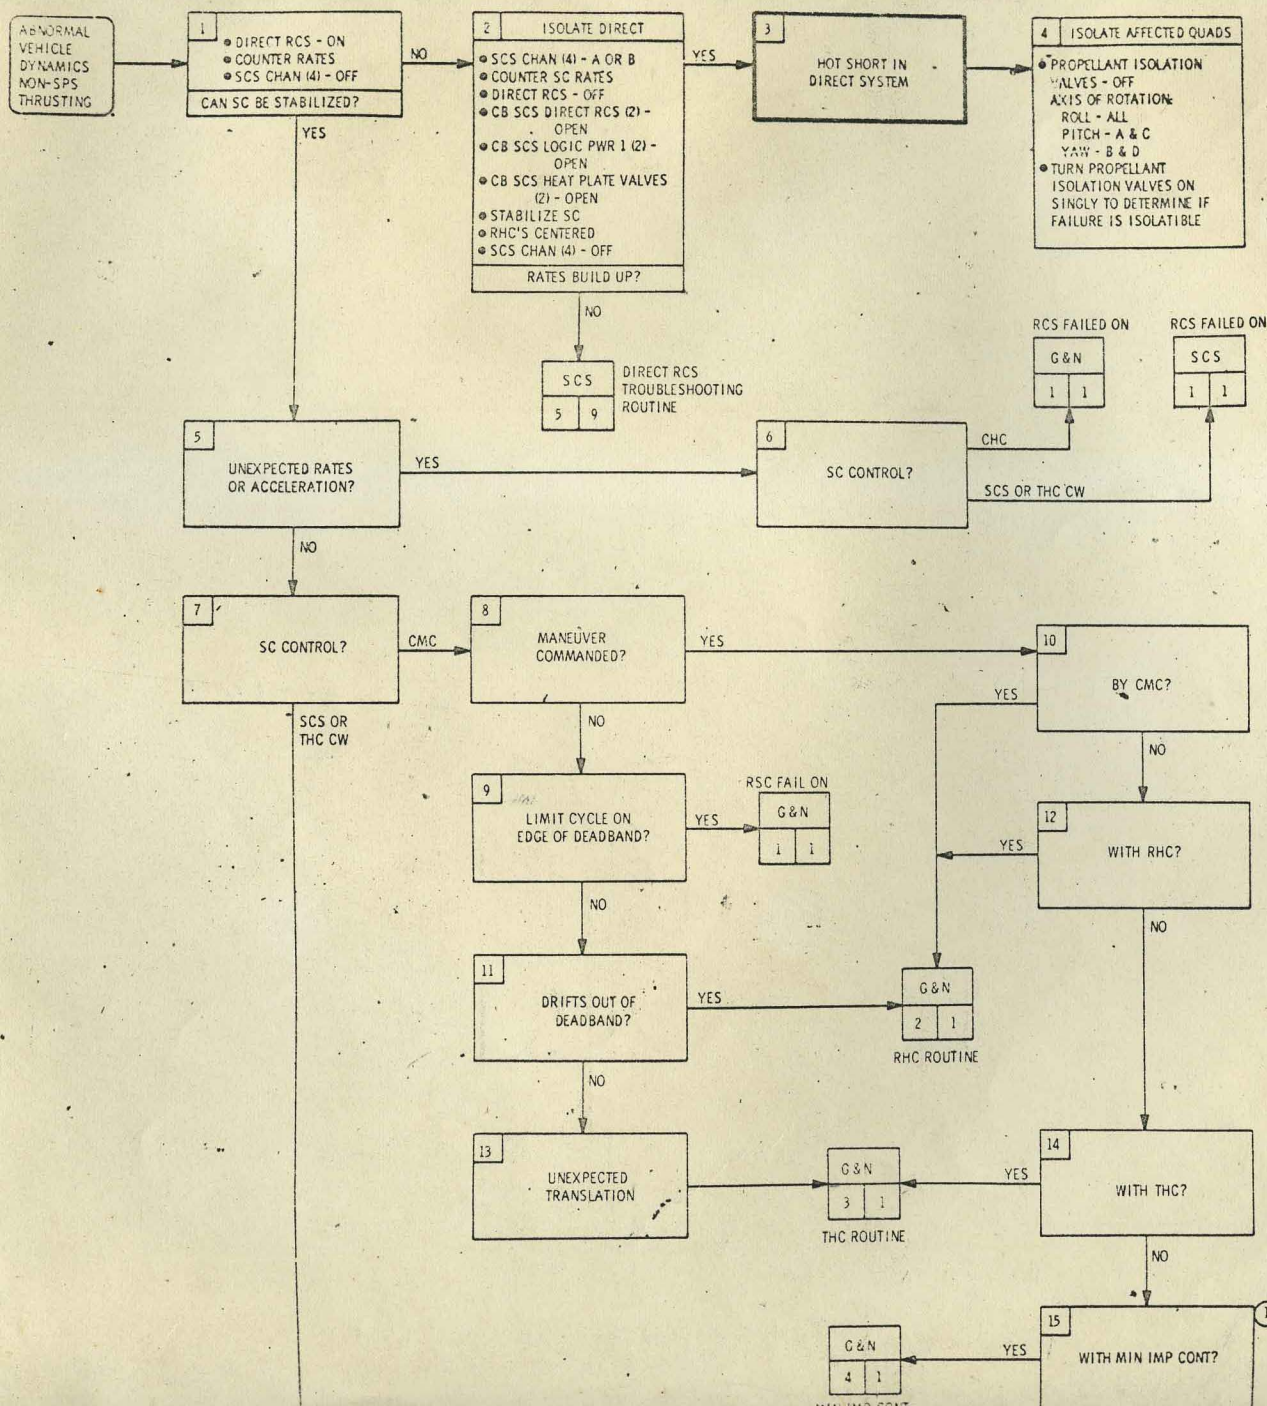 ABNORMAL
VEHICLE
DYNAMICS
NON-SPS
THRUSTING
1
• DIRECT RCS - ON
• COUNTER RATES
• SCS CHAN (4) - OFF
CAN SC BE STABILIZED?
NO
YES
2 ISOLATE DIRECT
• SCS CHAN (4) - A OR B
• COUNTER SC RATES
• DIRECT RCS - OFF
• CB SCS DIRECT RCS (2) -
OPEN
• CB SCS LOGIC PWR 1 (2) -
OPEN
• CB SCS HEAT PLATE VALVES
(2) - OPEN
• STABILIZE SC
• RHC'S CENTERED
• SCS CHAN (4) - OFF
RATES BUILD UP?
YES
NO
3
HOT SHORT IN
DIRECT SYSTEM
4 ISOLATE AFFECTED QUADS
• PROPELLANT ISOLATION
VALVES - OFF
AXIS OF ROTATION:
ROLL - ALL
PITCH - A & C
YAW - B & D
• TURN PROPELLANT
ISOLATION VALVES ON
SINGLY TO DETERMINE IF
FAILURE IS ISOLATIBLE
SCS
5 9
DIRECT RCS
TROUBLESHOOTING
ROUTINE
RCS FAILED ON
G&N
1 1
RCS FAILED ON
SCS
1 1
5
UNEXPECTED RATES
OR ACCELERATION?
YES
NO
6
SC CONTROL?
CHC
SCS OR THC CW
7
SC CONTROL?
CMC
SCS OR
THC CW
8
MANEUVER
COMMANDED?
YES
NO
10
BY CMC?
YES
NO
9
LIMIT CYCLE ON
EDGE OF DEADBAND?
YES
NO
RSC FAIL ON
G&N
1 1
12
WITH RHC?
YES
NO
11
DRIFTS OUT OF
DEADBAND?
YES
NO
G&N
2 1
RHC ROUTINE
13
UNEXPECTED
TRANSLATION
G&N
3 1
THC ROUTINE
14
WITH THC?
YES
NO
15
WITH MIN IMP CONT?
YES
G&N
4 1